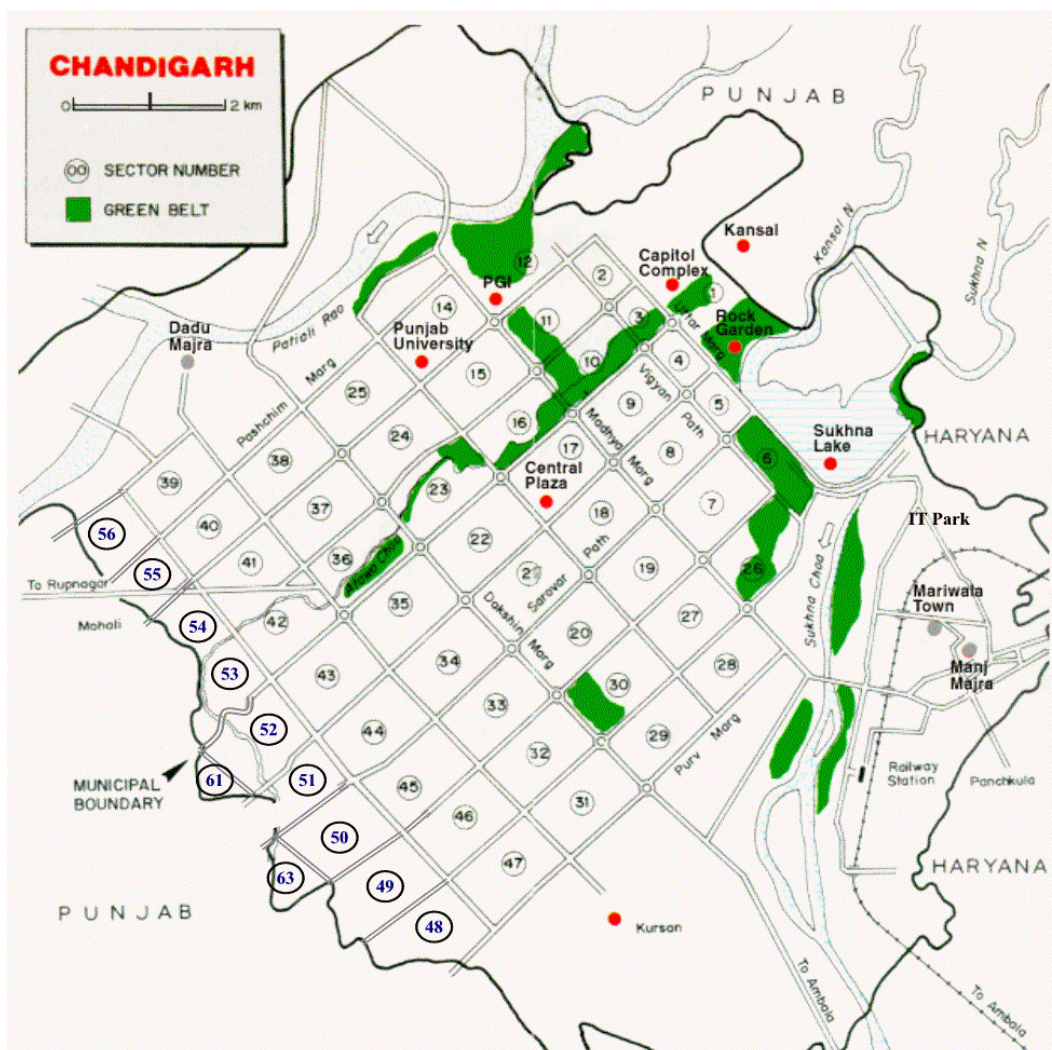 CHANDIGARH
0 2 km
00 SECTOR NUMBER
GREEN BELT
PUNJAB
Kansal
Kansal N
Sukhna N
Capitol
Complex
1
2
12
PGI
Uttar Marg
Rock
Garden
3
14
11
Patiali Rao
Dadu
Majra
Punjab
University
10
4
15
Marg
Vigyan
Path
25
9
5
Pashchim
16
Madhya
Marg
24
17
8
6
Sukhna
Lake
HARYANA
38
23
Central
Plaza
39
37
18
7
IT Park
56
40
22
Path
Sukhna Choa
41
36
Atawa Choa
21
Sarovar
19
26
55
To Rupnagar
35
Dakshin
Marg
Mariwala
Town
Mohali
54
42
20
27
43
34
28
Manj
Majra
53
33
30
52
44
32
29
Purv Marg
61
51
45
31
Railway
Station
Panchkula
MUNICIPAL
BOUNDARY
46
50
47
63
49
HARYANA
PUNJAB
48
Kursan
To Ambala
To Ambala